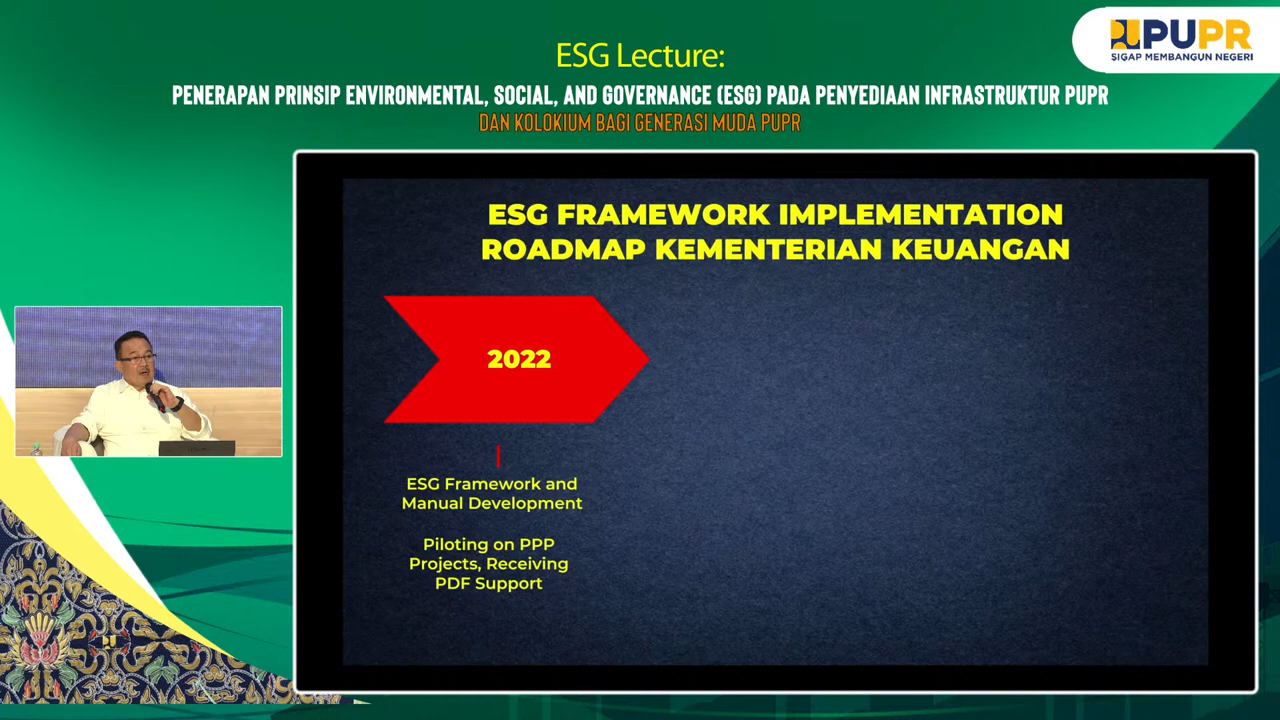 ESG Lecture:
PENERAPAN PRINSIP ENVIRONMENTAL, SOCIAL, AND GOVERNANCE (ESG) PADA PENYEDIAAN INFRASTRUKTUR PUPR
DAN KOLOKIUM BAGI GENERASI MUDA PUPR
PUPR
SIGAP MEMBANGUN NEGERI
ESG FRAMEWORK IMPLEMENTATION
ROADMAP KEMENTERIAN KEUANGAN
2022
ESG Framework and
Manual Development
Piloting on PPP
Projects, Receiving
PDF Support